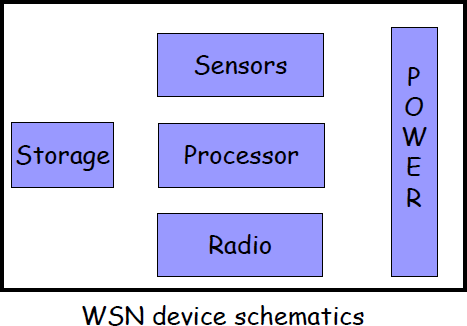 Sensors
Storage
Processor
Radio
P
O
W
E
R
WSN device schematics